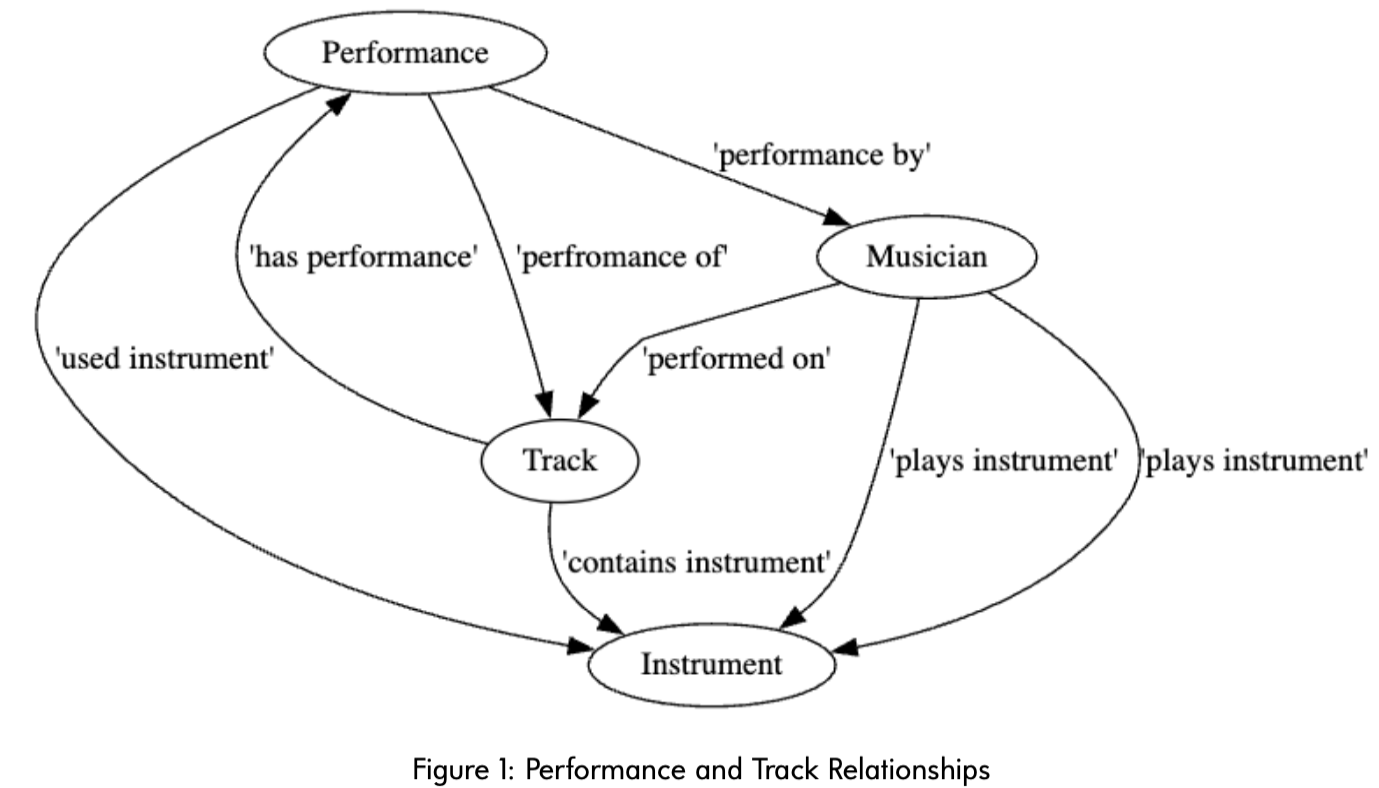 Performance
'performance by'
'has performance'
'perfromance of'
Musician
'used instrument'
'performed on'
Track
'plays instrument'
'plays instrument'
'contains instrument'
Instrument
Figure 1: Performance and Track Relationships